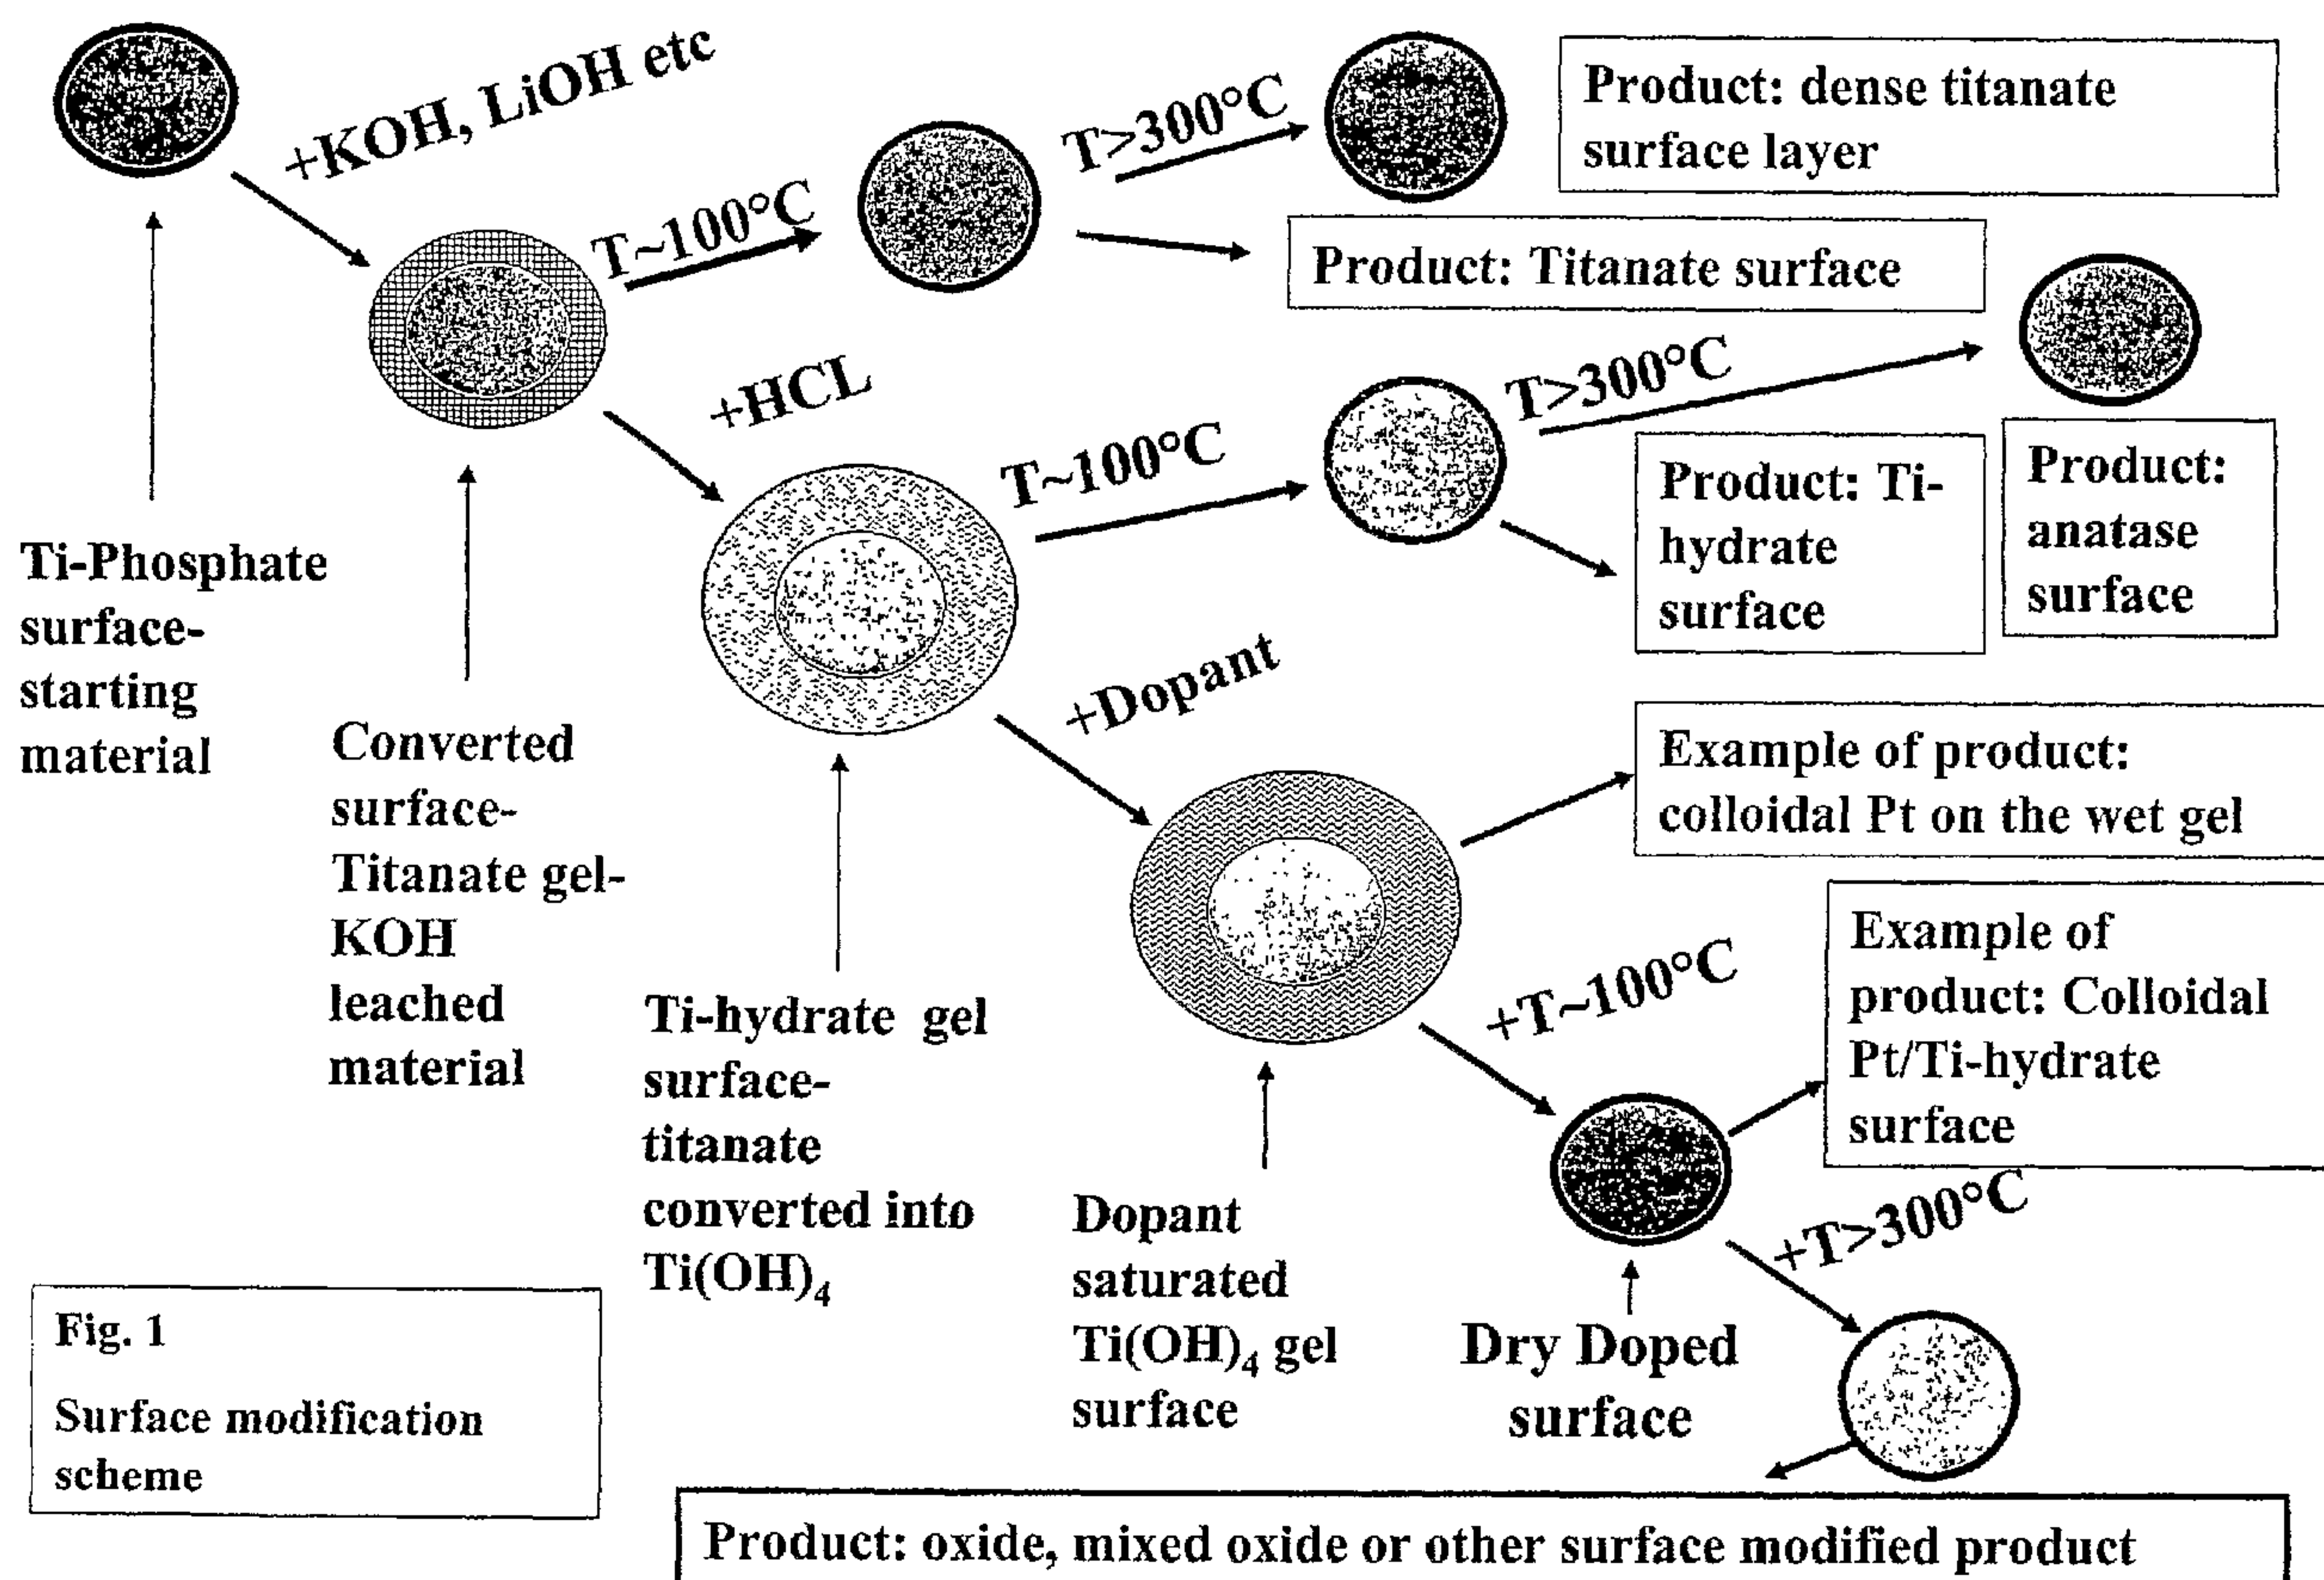 +KOH, LiOH etc
T~100°C
T>300°C
Product: dense titanate
surface layer
Product: Titanate surface
+HCL
T~100°C
T>300°C
Product: Ti-
hydrate
surface
Product:
anatase
surface
Ti-Phosphate
surface-
starting
material
Converted
surface-
Titanate gel-
KOH
leached
material
+Dopant
Example of product:
colloidal Pt on the wet gel
Ti-hydrate gel
surface-
titanate
converted into
Ti(OH)₄
+T~100°C
Example of
product: Colloidal
Pt/Ti-hydrate
surface
Dopant
saturated
Ti(OH)₄ gel
surface
Dry Doped
surface
+T>300°C
Fig. 1
Surface modification
scheme
Product: oxide, mixed oxide or other surface modified product